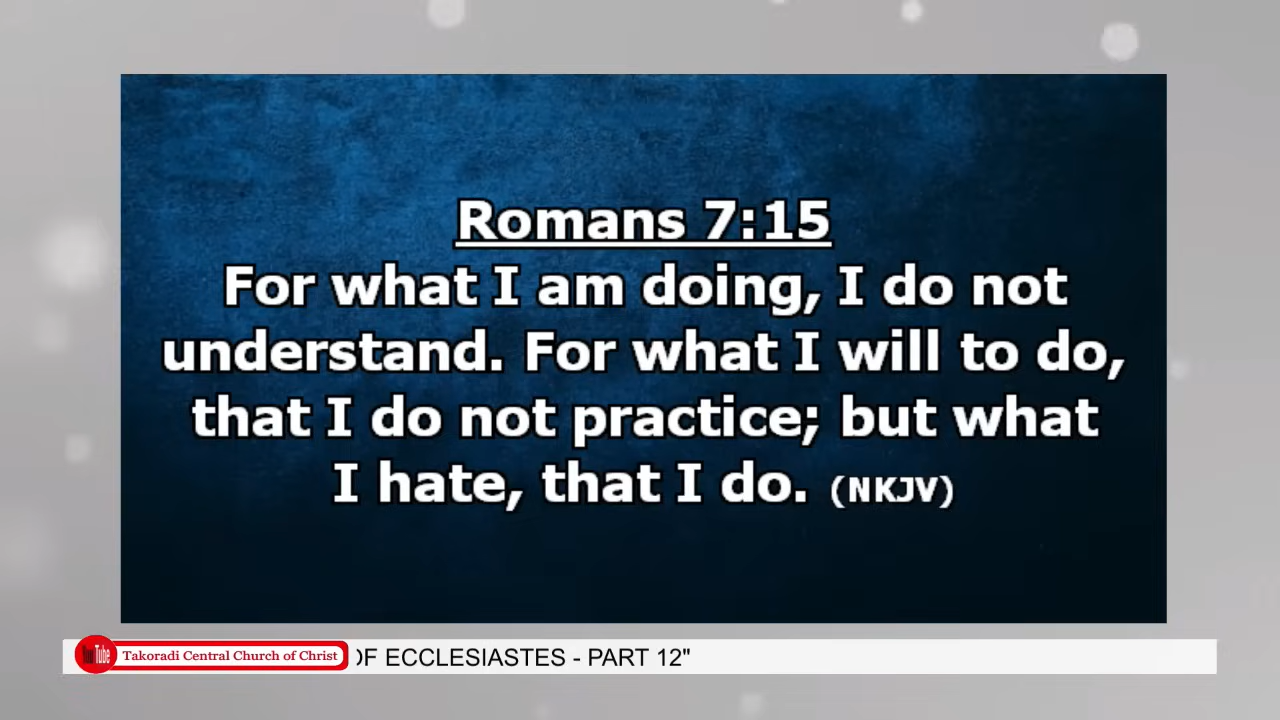 Romans 7:15
For what I am doing, I do not
understand. For what I will to do,
that I do not practice; but what
I hate, that I do. (NKJV)
YouTube
Takoradi Central Church of Christ
OF ECCLESIASTES - PART 12"